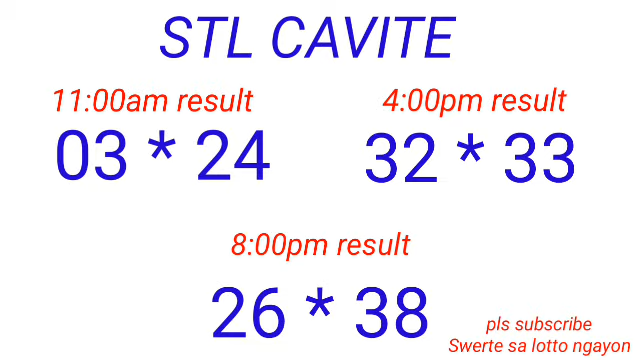 STL CAVITE
11:00am result
03 * 24
4:00pm result
32 * 33
8:00pm result
26 * 38
pls subscribe
Swerte sa lotto ngayon